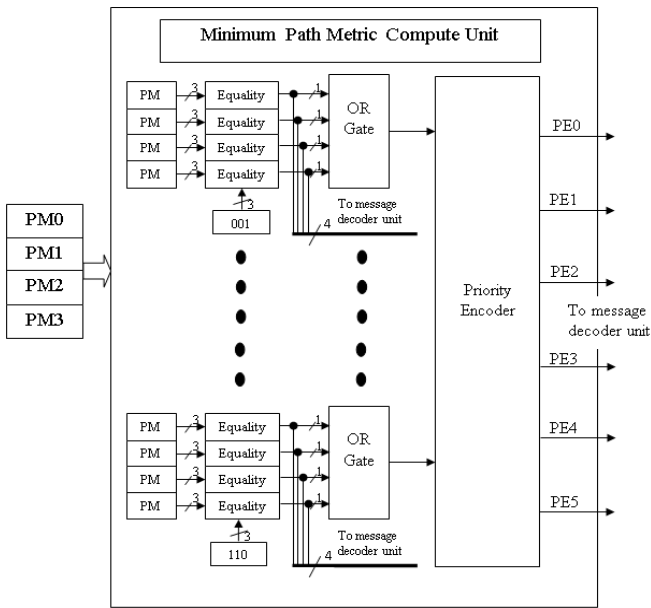 Minimum Path Metric Compute Unit
PM 3 Equality 1
PM 3 Equality 1
PM 3 Equality 1
PM 3 Equality 1
OR
Gate
3
001
To message
decoder unit
4
PM0
PM1
PM2
PM3
Priority
Encoder
PE0
PE1
PE2
To message
decoder unit
PE3
PE4
PE5
PM 3 Equality 1
PM 3 Equality 1
PM 3 Equality 1
PM 3 Equality 1
OR
Gate
3
110
To message
decoder unit
4